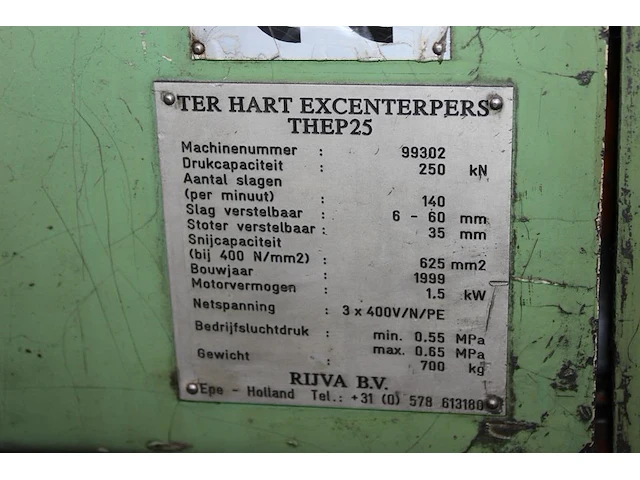 TER HART EXCENTERPERS
THEP25
Machinenummer : 99302
Drukcapaciteit : 250 kN
Aantal slagen
(per minuut) : 140
Slag verstelbaar : 6 - 60 mm
Stoter verstelbaar : 35 mm
Snijcapaciteit
(bij 400 N/mm2) : 625 mm2
Bouwjaar : 1999
Motorvermogen : 1.5 kW
Netspanning : 3 x 400V/N/PE
Bedrijfsluchtdruk : min. 0.55 MPa
max. 0.65 MPa
Gewicht : 700 kg
RIJVA B.V.
Epe - Holland Tel.: +31 (0) 578 613180